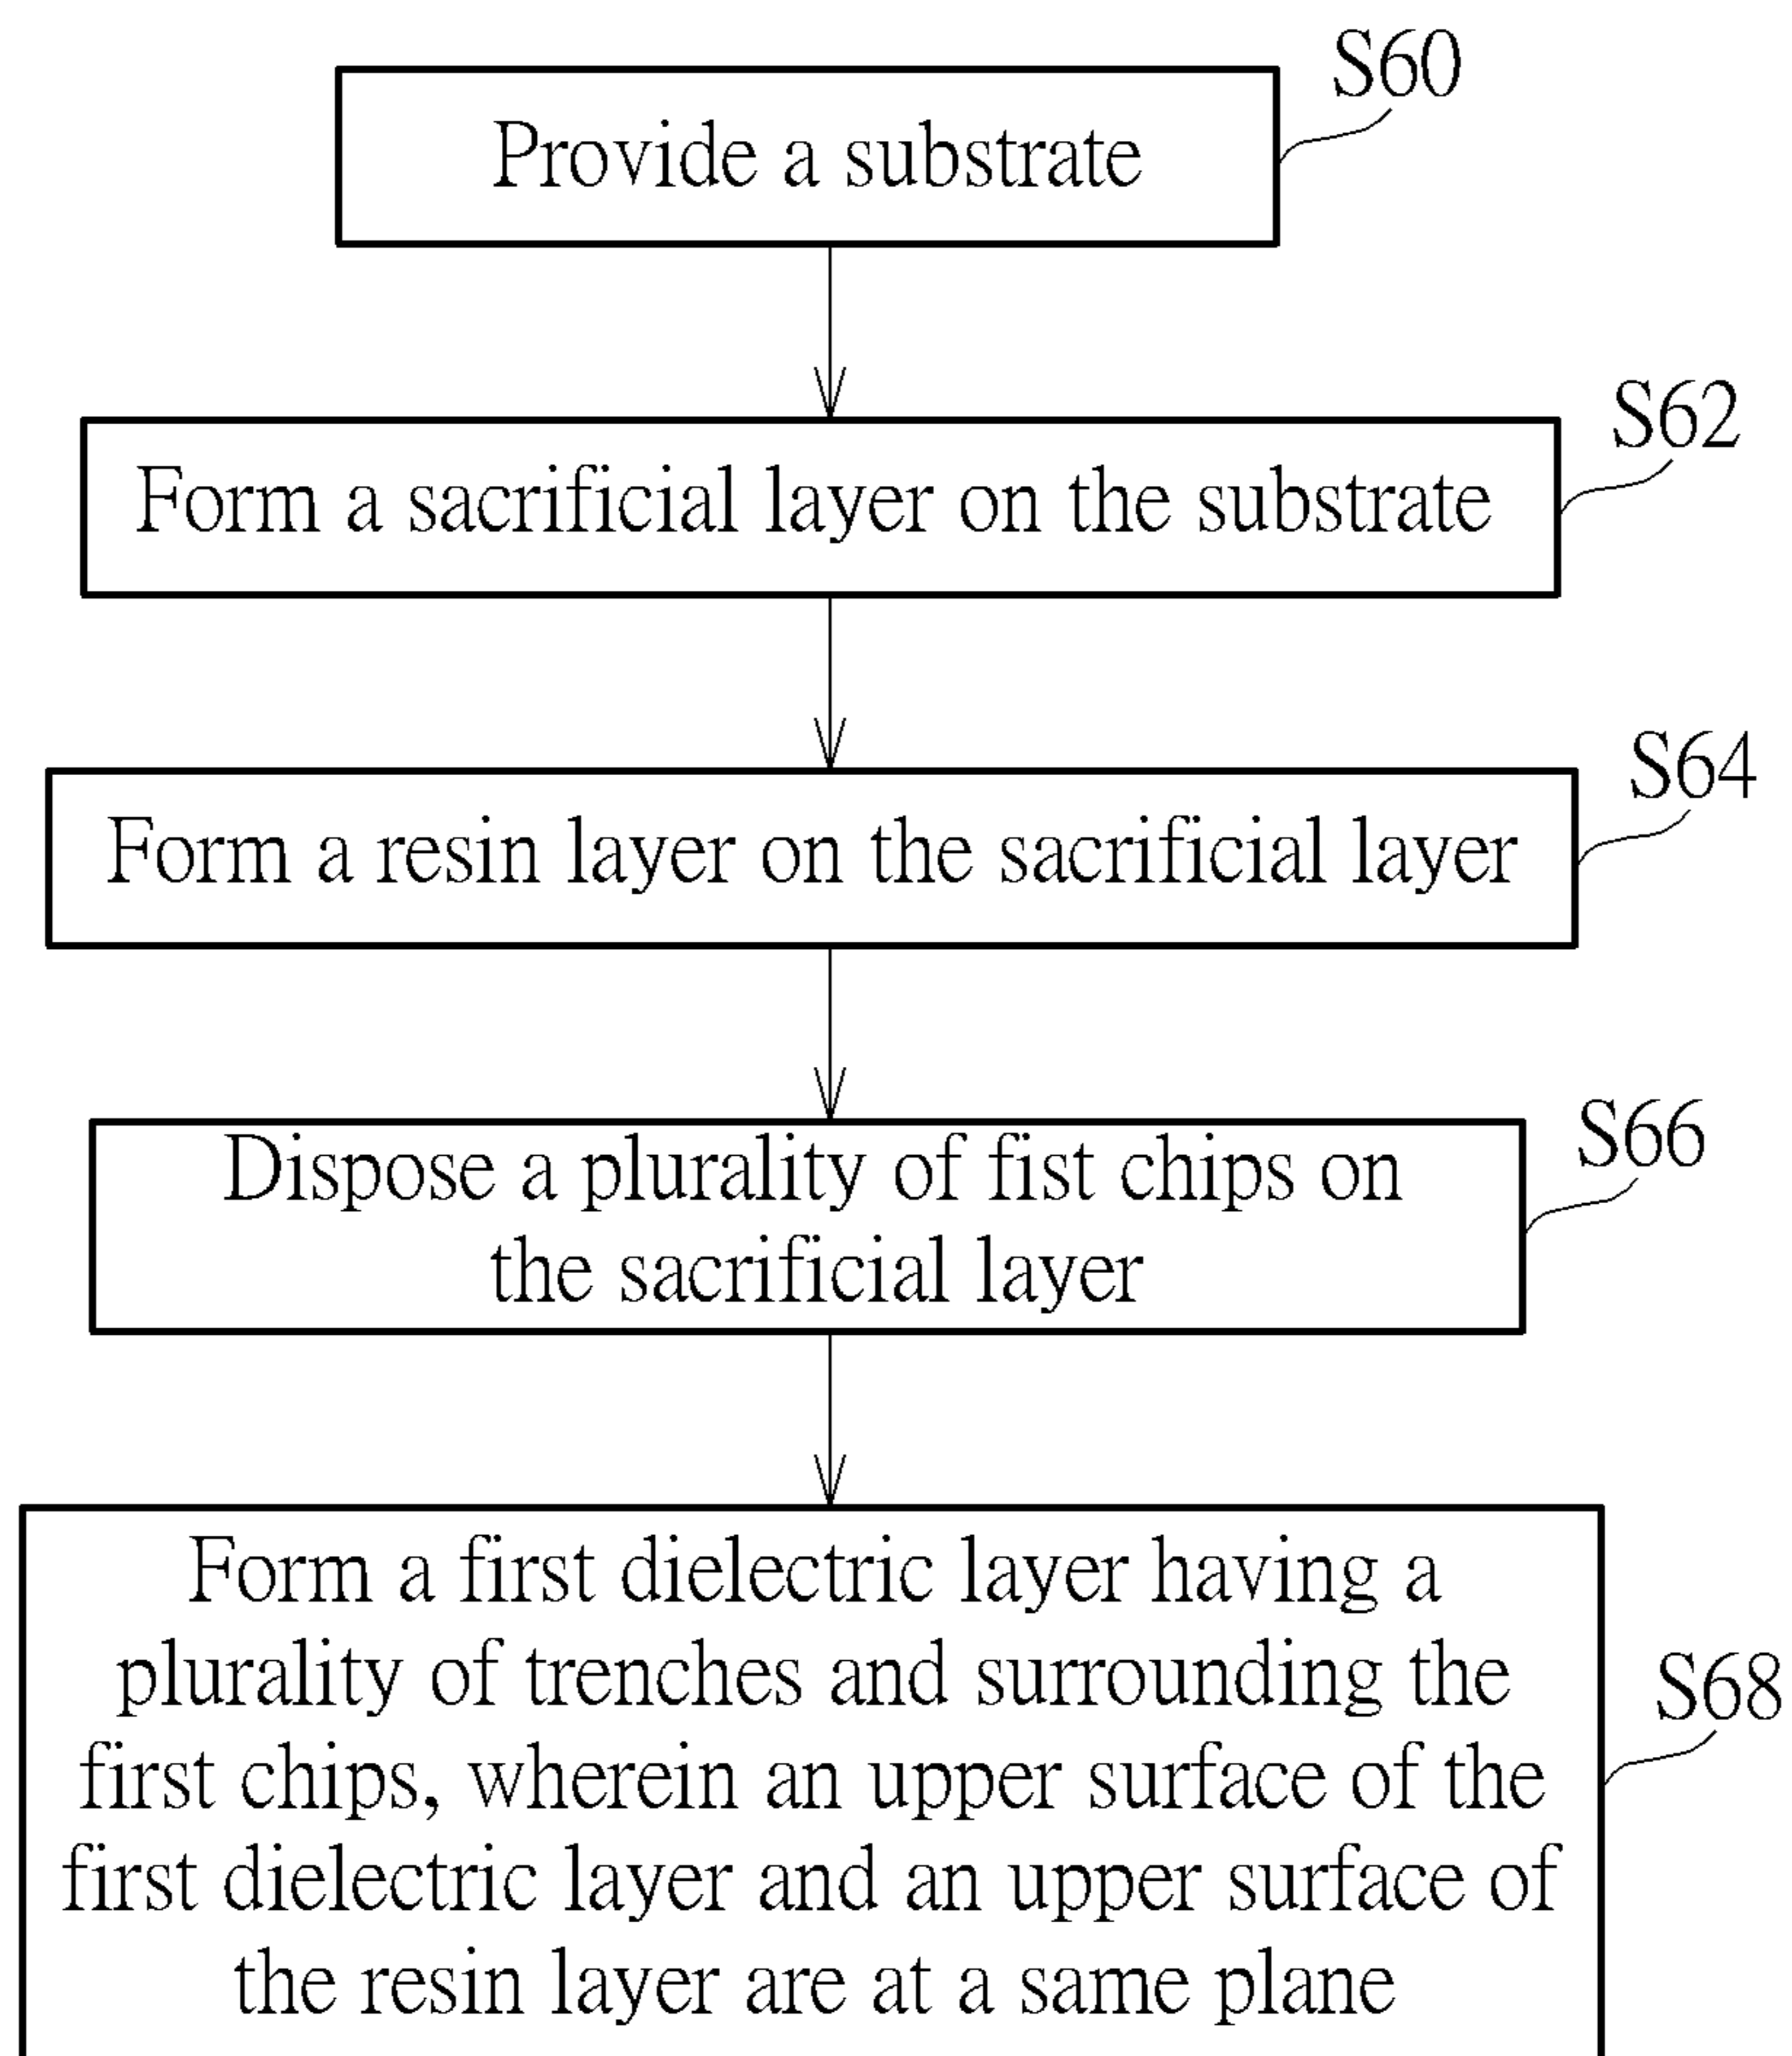 S60
Provide a substrate
S62
Form a sacrificial layer on the substrate
S64
Form a resin layer on the sacrificial layer
S66
Dispose a plurality of fist chips on
the sacrificial layer
Form a first dielectric layer having a
plurality of trenches and surrounding the
S68
first chips, wherein an upper surface of the
first dielectric layer and an upper surface of
the resin layer are at a same plane